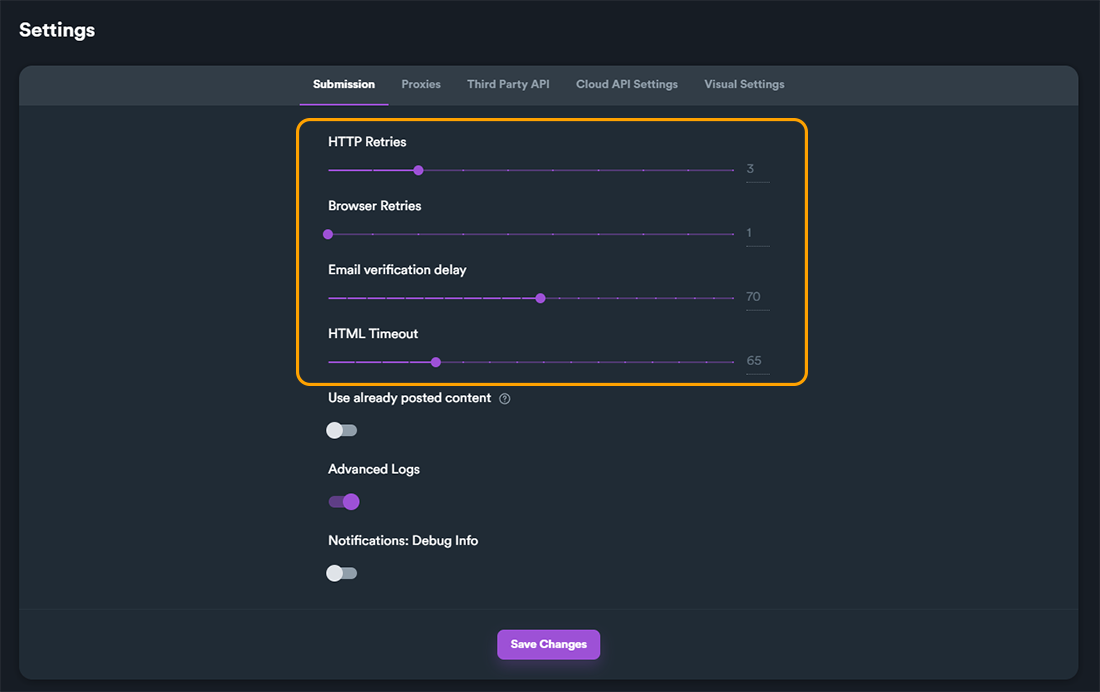 Settings
Submission Proxies Third Party API Cloud API Settings Visual Settings
HTTP Retries
3
Browser Retries
1
Email verification delay
70
HTML Timeout
65
Use already posted content ?
Advanced Logs
Notifications: Debug Info
Save Changes